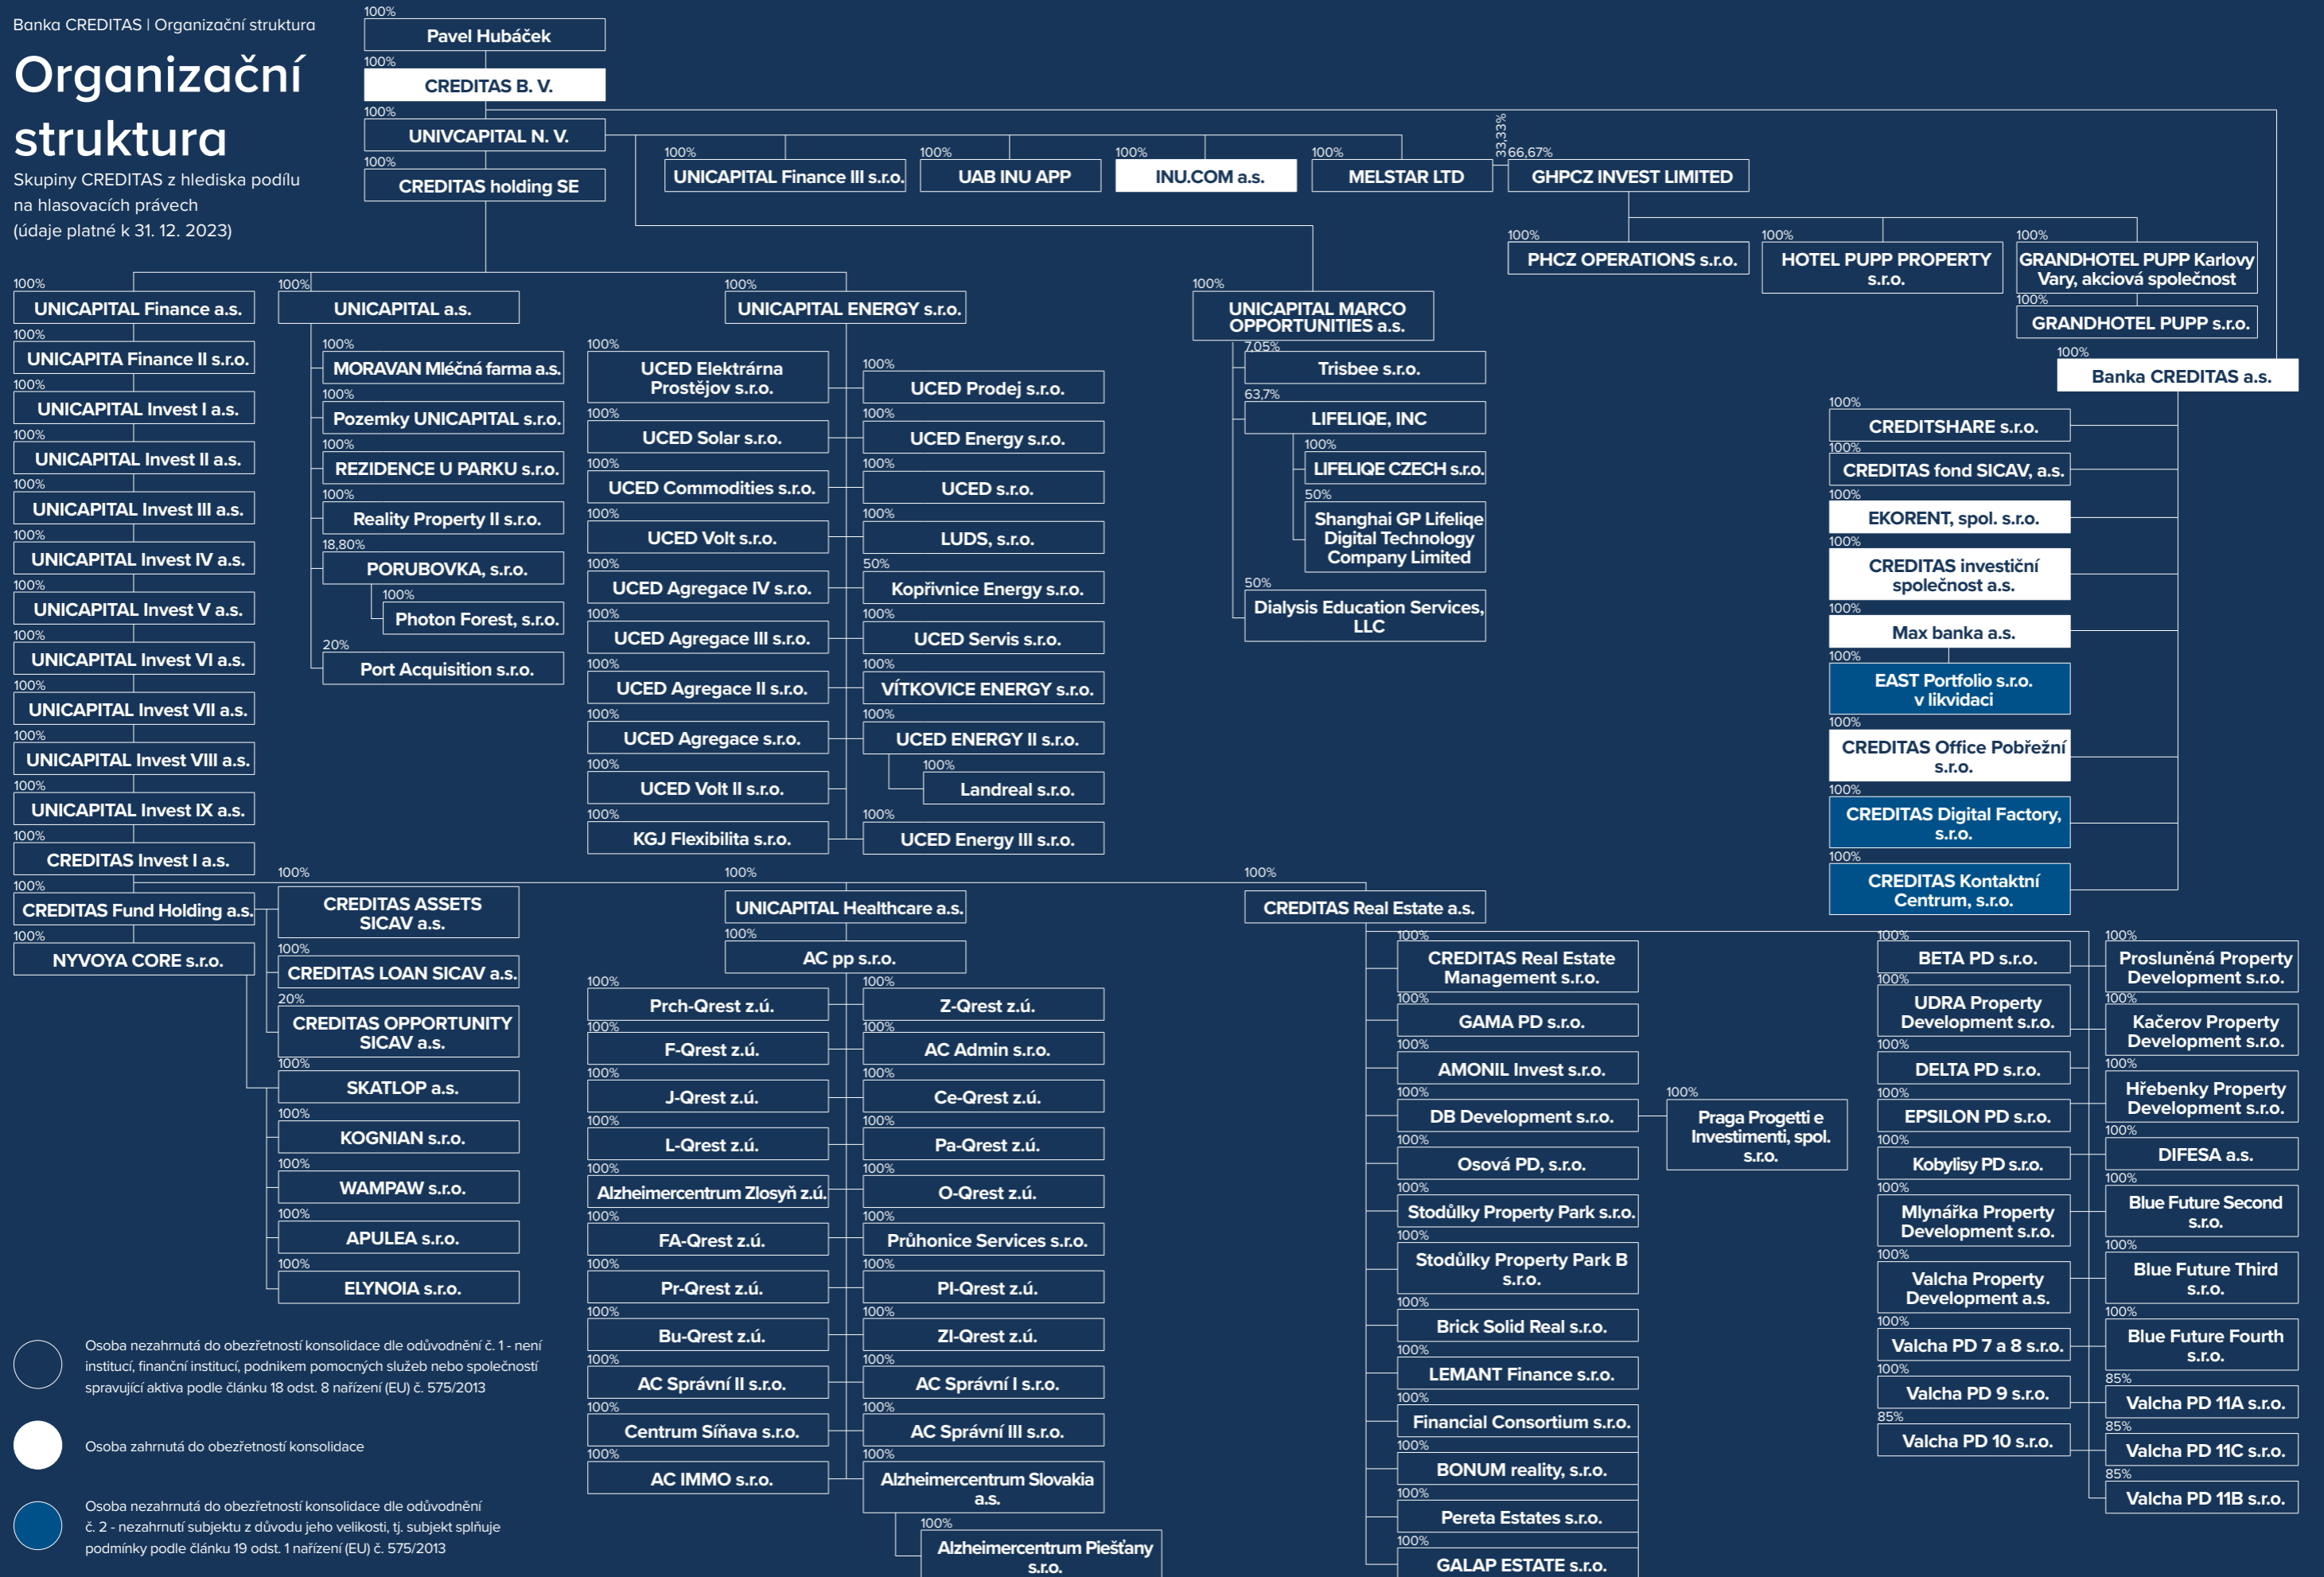 Banka CREDITAS | Organizační struktura
Organizační
struktura
Skupiny CREDITAS z hlediska podílu
na hlasovacích právech
(údaje platné k 31. 12. 2023)
100%
Pavel Hubáček
100%
CREDITAS B. V.
100%
UNIVCAPITAL N. V.
100%
CREDITAS holding SE
100%
UNICAPITAL Finance III s.r.o.
100%
UAB INU APP
100%
INU.COM a.s.
100%
MELSTAR LTD
33,33%
66,67%
GHPCZ INVEST LIMITED
100%
PHCZ OPERATIONS s.r.o.
100%
HOTEL PUPP PROPERTY
s.r.o.
100%
GRANDHOTEL PUPP Karlovy
Vary, akciová společnost
100%
GRANDHOTEL PUPP s.r.o.
100%
Banka CREDITAS a.s.
100%
CREDITSHARE s.r.o.
100%
CREDITAS fond SICAV, a.s.
100%
EKORENT, spol. s.r.o.
100%
CREDITAS investiční
společnost a.s.
100%
Max banka a.s.
100%
EAST Portfolio s.r.o.
v likvidaci
100%
CREDITAS Office Pobřežní
s.r.o.
100%
CREDITAS Digital Factory,
s.r.o.
100%
CREDITAS Kontaktní
Centrum, s.r.o.
100%
UNICAPITAL Finance a.s.
100%
UNICAPITA Finance II s.r.o.
100%
UNICAPITAL Invest I a.s.
100%
UNICAPITAL Invest II a.s.
100%
UNICAPITAL Invest III a.s.
100%
UNICAPITAL Invest IV a.s.
100%
UNICAPITAL Invest V a.s.
100%
UNICAPITAL Invest VI a.s.
100%
UNICAPITAL Invest VII a.s.
100%
UNICAPITAL Invest VIII a.s.
100%
UNICAPITAL Invest IX a.s.
100%
CREDITAS Invest I a.s.
100%
CREDITAS Fund Holding a.s.
100%
NYVOYA CORE s.r.o.
100%
UNICAPITAL a.s.
100%
MORAVAN Mléčná farma a.s.
100%
Pozemky UNICAPITAL s.r.o.
100%
REZIDENCE U PARKU s.r.o.
100%
Reality Property II s.r.o.
18,80%
PORUBOVKA, s.r.o.
100%
Photon Forest, s.r.o.
20%
Port Acquisition s.r.o.
100%
UNICAPITAL ENERGY s.r.o.
100%
UCED Elektrárna
Prostějov s.r.o.
100%
UCED Solar s.r.o.
100%
UCED Commodities s.r.o.
100%
UCED Volt s.r.o.
100%
UCED Agregace IV s.r.o.
100%
UCED Agregace III s.r.o.
100%
UCED Agregace II s.r.o.
100%
UCED Agregace s.r.o.
100%
UCED Volt II s.r.o.
100%
KGJ Flexibilita s.r.o.
100%
UCED Prodej s.r.o.
100%
UCED Energy s.r.o.
100%
UCED s.r.o.
100%
LUDS, s.r.o.
50%
Kopřivnice Energy s.r.o.
100%
UCED Servis s.r.o.
100%
VÍTKOVICE ENERGY s.r.o.
100%
UCED ENERGY II s.r.o.
100%
Landreal s.r.o.
100%
UCED Energy III s.r.o.
100%
UNICAPITAL MARCO
OPPORTUNITIES a.s.
7,05%
Trisbee s.r.o.
63,7%
LIFELIQE, INC
100%
LIFELIQE CZECH s.r.o.
50%
Shanghai GP Lifeliqe
Digital Technology
Company Limited
50%
Dialysis Education Services,
LLC
100%
CREDITAS ASSETS
SICAV a.s.
100%
CREDITAS LOAN SICAV a.s.
20%
CREDITAS OPPORTUNITY
SICAV a.s.
100%
SKATLOP a.s.
100%
KOGNIAN s.r.o.
100%
WAMPAW s.r.o.
100%
APULEA s.r.o.
100%
ELYNOIA s.r.o.
100%
UNICAPITAL Healthcare a.s.
100%
AC pp s.r.o.
100%
Prch-Qrest z.ú.
100%
F-Qrest z.ú.
100%
J-Qrest z.ú.
100%
L-Qrest z.ú.
100%
Alzheimercentrum Zlosyň z.ú.
100%
FA-Qrest z.ú.
100%
Pr-Qrest z.ú.
100%
Bu-Qrest z.ú.
100%
AC Správní II s.r.o.
100%
Centrum Síňava s.r.o.
100%
AC IMMO s.r.o.
100%
Z-Qrest z.ú.
100%
AC Admin s.r.o.
100%
Ce-Qrest z.ú.
100%
Pa-Qrest z.ú.
100%
O-Qrest z.ú.
100%
Průhonice Services s.r.o.
100%
Pl-Qrest z.ú.
100%
Zl-Qrest z.ú.
100%
AC Správní I s.r.o.
100%
AC Správní III s.r.o.
100%
Alzheimercentrum Slovakia
a.s.
100%
Alzheimercentrum Piešťany
s.r.o.
100%
CREDITAS Real Estate a.s.
100%
CREDITAS Real Estate
Management s.r.o.
100%
GAMA PD s.r.o.
100%
AMONIL Invest s.r.o.
100%
DB Development s.r.o.
100%
Praga Progetti e
Investimenti, spol.
s.r.o.
100%
Osová PD, s.r.o.
100%
Stodůlky Property Park s.r.o.
100%
Stodůlky Property Park B
s.r.o.
100%
Brick Solid Real s.r.o.
100%
LEMANT Finance s.r.o.
100%
Financial Consortium s.r.o.
100%
BONUM reality, s.r.o.
100%
Pereta Estates s.r.o.
100%
GALAP ESTATE s.r.o.
100%
BETA PD s.r.o.
100%
UDRA Property
Development s.r.o.
100%
DELTA PD s.r.o.
100%
EPSILON PD s.r.o.
100%
Kobylisy PD s.r.o.
100%
Mlynářka Property
Development s.r.o.
100%
Valcha Property
Development a.s.
100%
Valcha PD 7 a 8 s.r.o.
100%
Valcha PD 9 s.r.o.
85%
Valcha PD 10 s.r.o.
100%
Prosluněná Property
Development s.r.o.
100%
Kačerov Property
Development s.r.o.
100%
Hřebenky Property
Development s.r.o.
100%
DIFESA a.s.
100%
Blue Future Second
s.r.o.
100%
Blue Future Third
s.r.o.
100%
Blue Future Fourth
s.r.o.
85%
Valcha PD 11A s.r.o.
85%
Valcha PD 11C s.r.o.
85%
Valcha PD 11B s.r.o.
Osoba nezahrnutá do obezřetností konsolidace dle odůvodnění č. 1 - není
institucí, finanční institucí, podnikem pomocných služeb nebo společností
spravující aktiva podle článku 18 odst. 8 nařízení (EU) č. 575/2013
Osoba zahrnutá do obezřetností konsolidace
Osoba nezahrnutá do obezřetností konsolidace dle odůvodnění
č. 2 - nezahrnutí subjektu z důvodu jeho velikosti, tj. subjekt splňuje
podmínky podle článku 19 odst. 1 nařízení (EU) č. 575/2013